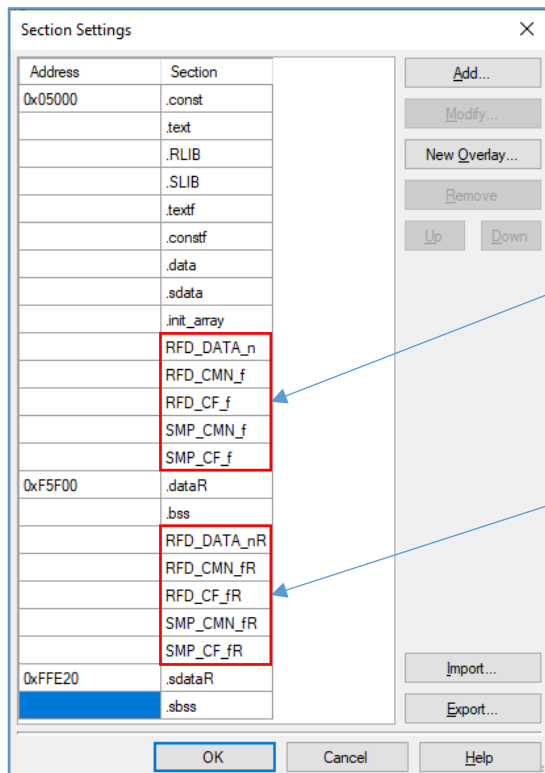 Section Settings
Address Section
0x05000 .const
.text
.RLIB
.SLIB
.textf
.constf
.data
.sdata
.init_array
RFD_DATA_n
RFD_CMN_f
RFD_CF_f
SMP_CMN_f
SMP_CF_f
0xF5F00 .dataR
.bss
RFD_DATA_nR
RFD_CMN_fR
RFD_CF_fR
SMP_CMN_fR
SMP_CF_fR
0xFFE20 .sdataR
.sbss
Add...
Modify...
New Overlay...
Remove
Up Down
Import...
Export...
OK Cancel Help